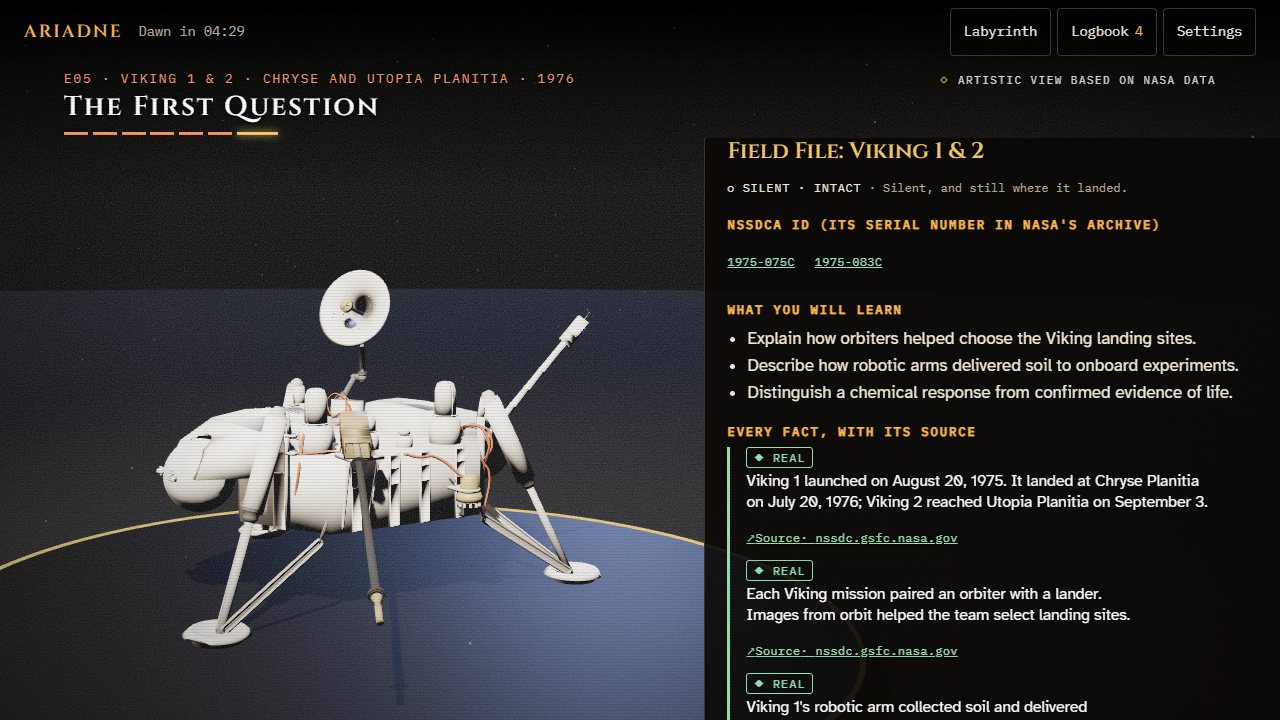 ARIADNE Dawn in 04:29
Labyrinth Logbook 4 Settings
E05 · VIKING 1 & 2 · CHRYSE AND UTOPIA PLANITIA · 1976
The First Question
◇ ARTISTIC VIEW BASED ON NASA DATA
Field File: Viking 1 & 2
o SILENT · INTACT · Silent, and still where it landed.
NSSDCA ID (ITS SERIAL NUMBER IN NASA'S ARCHIVE)
1975-075C 1975-083C
WHAT YOU WILL LEARN
• Explain how orbiters helped choose the Viking landing sites.
• Describe how robotic arms delivered soil to onboard experiments.
• Distinguish a chemical response from confirmed evidence of life.
EVERY FACT, WITH ITS SOURCE
◆ REAL
Viking 1 launched on August 20, 1975. It landed at Chryse Planitia
on July 20, 1976; Viking 2 reached Utopia Planitia on September 3.
↗Source· nssdc.gsfc.nasa.gov
◆ REAL
Each Viking mission paired an orbiter with a lander.
Images from orbit helped the team select landing sites.
↗Source· nssdc.gsfc.nasa.gov
◆ REAL
Viking 1's robotic arm collected soil and delivered